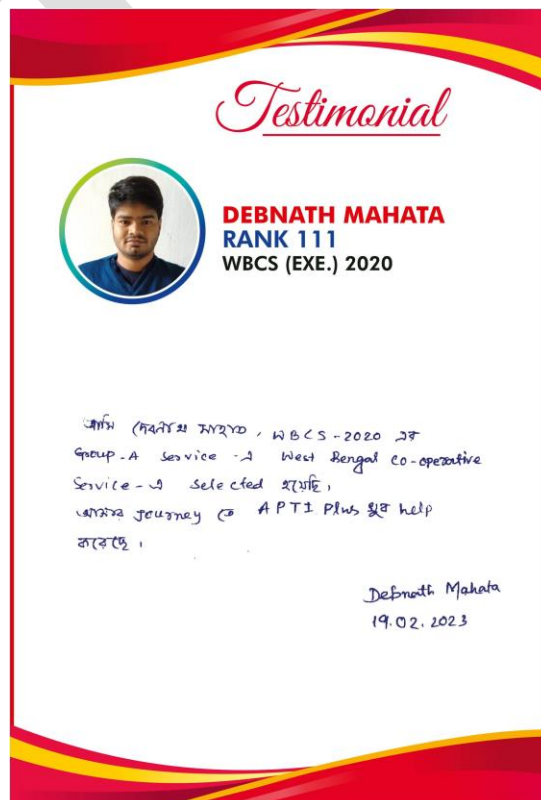 Testimonial
DEBNATH MAHATA
RANK 111
WBCS (EXE.) 2020
আমি দেবনাথ মাহাত, WBCS-2020 এর
Group-A Service-এ West Bengal Co-operative
Service-এ Selected হয়েছি,
আমার Journey তে APTI Plus খুব help
করেছে।
Debnath Mahata
19.02.2023